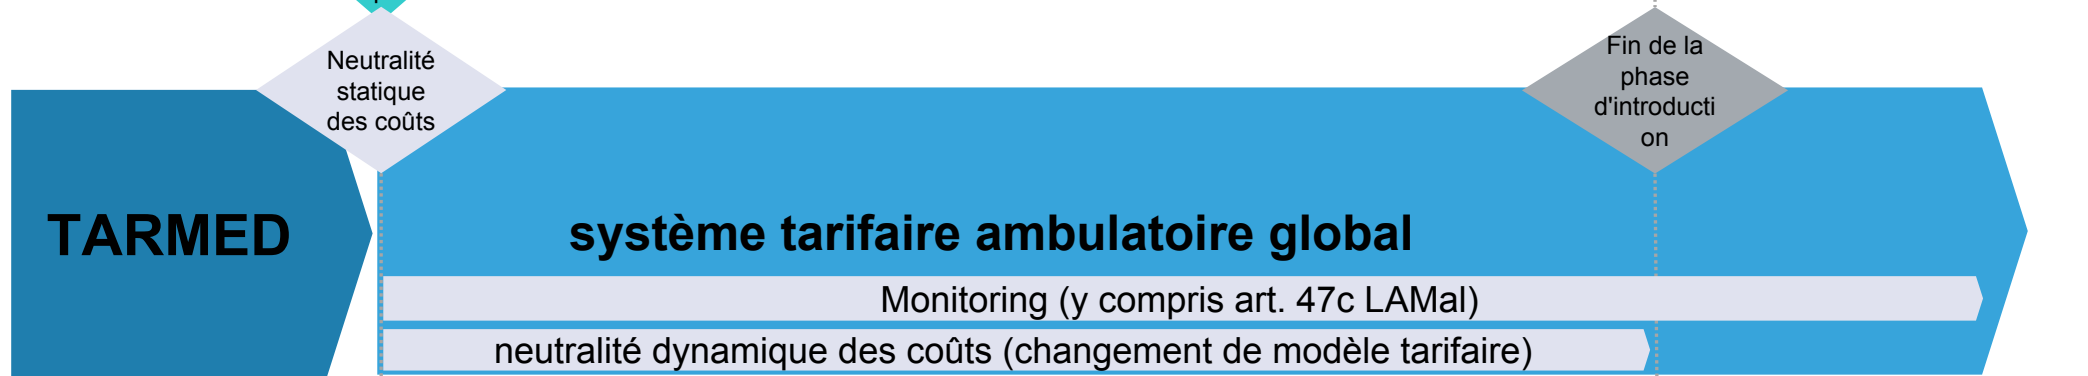 Neutralité
statique
des coûts
Fin de la
phase
d'introducti
on
TARMED
système tarifaire ambulatoire global
Monitoring (y compris art. 47c LAMal)
neutralité dynamique des coûts (changement de modèle tarifaire)